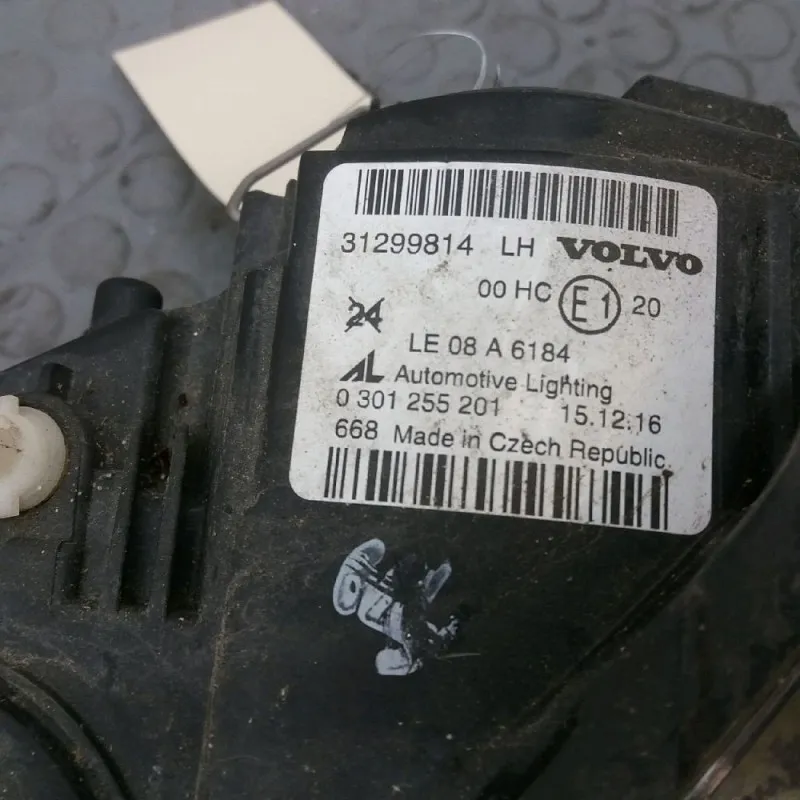 31299814 LH VOLVO
00 HC E1 20
24
LE 08 A 6184
AL Automotive Lighting
0 301 255 201 15.12.16
668 Made in Czech Republic